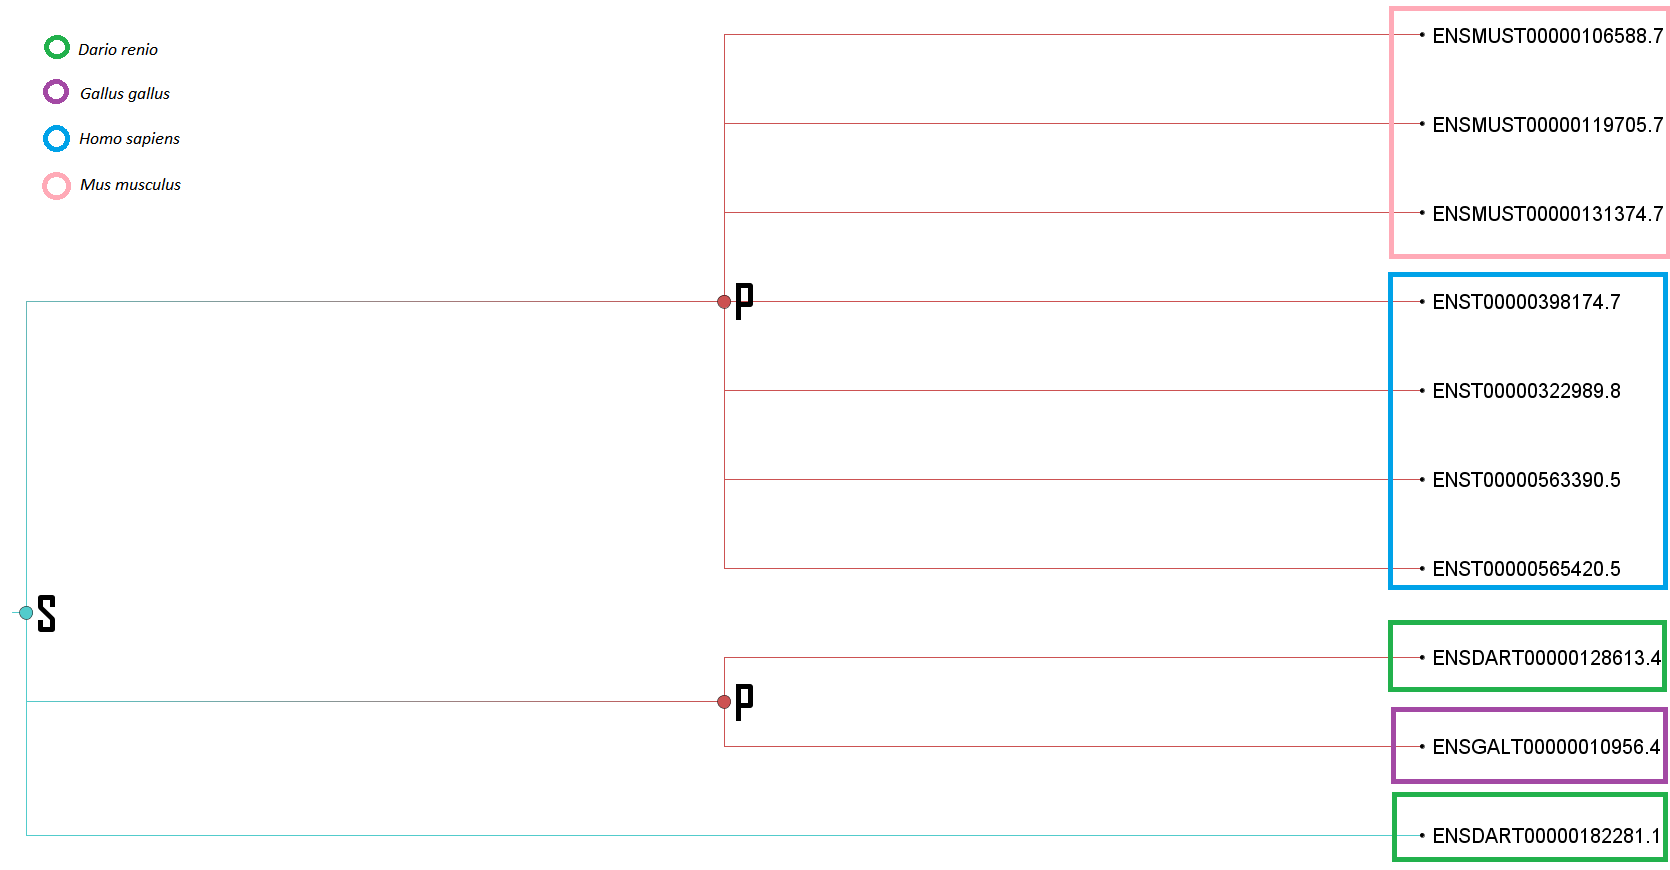 Dario renio
Gallus gallus
Homo sapiens
Mus musculus
ENSMUST00000106588.7
ENSMUST00000119705.7
ENSMUST00000131374.7
P
ENST00000398174.7
ENST00000322989.8
ENST00000563390.5
ENST00000565420.5
S
ENSDART00000128613.4
P
ENSGALT00000010956.4
ENSDART00000182281.1